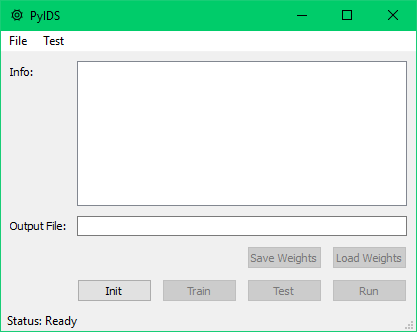 PyIDS
File Test
Info:
Output File:
Save Weights Load Weights
Init Train Test Run
Status: Ready